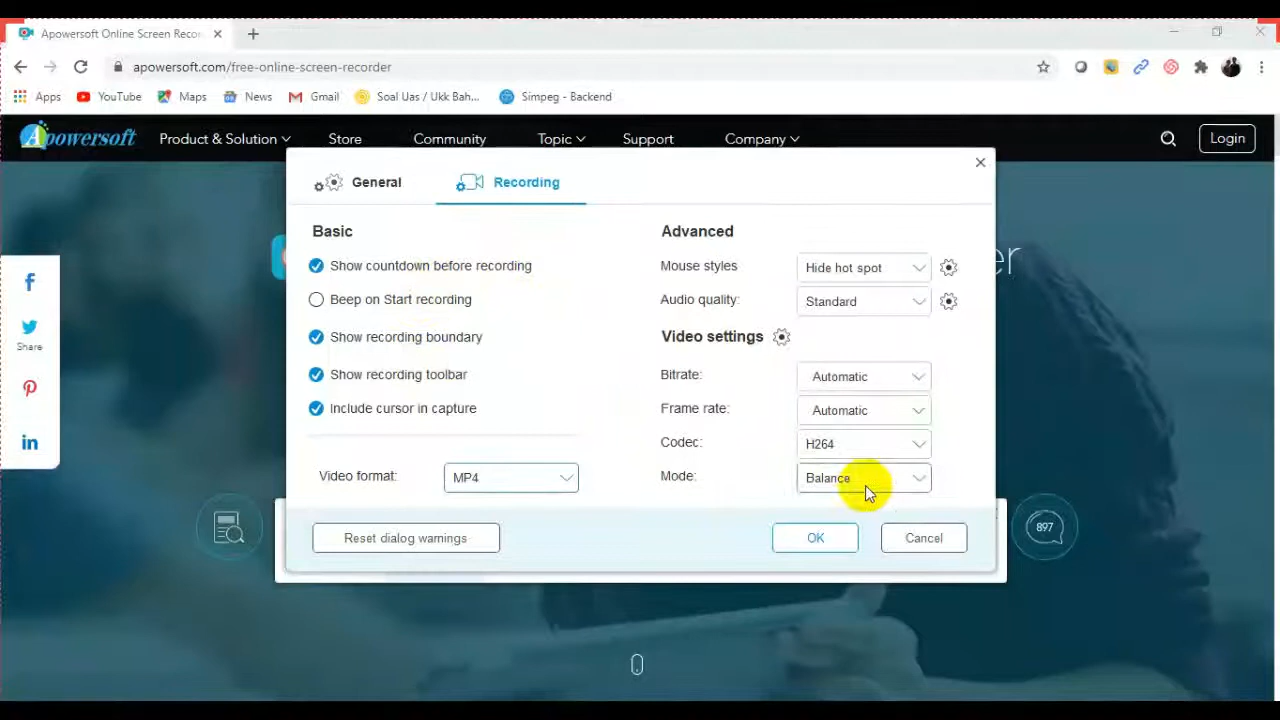 Apowersoft Online Screen Recor
apowersoft.com/free-online-screen-recorder
Apps YouTube Maps News Gmail Soal Uas / Ukk Bah... Simpeg - Backend
Apowersoft Product & Solution Store Community Topic Support Company Login
General Recording
Basic
Show countdown before recording
Beep on Start recording
Show recording boundary
Show recording toolbar
Include cursor in capture
Video format: MP4
Advanced
Mouse styles Hide hot spot
Audio quality: Standard
Video settings
Bitrate: Automatic
Frame rate: Automatic
Codec: H264
Mode: Balance
Reset dialog warnings OK Cancel
er
Share
897